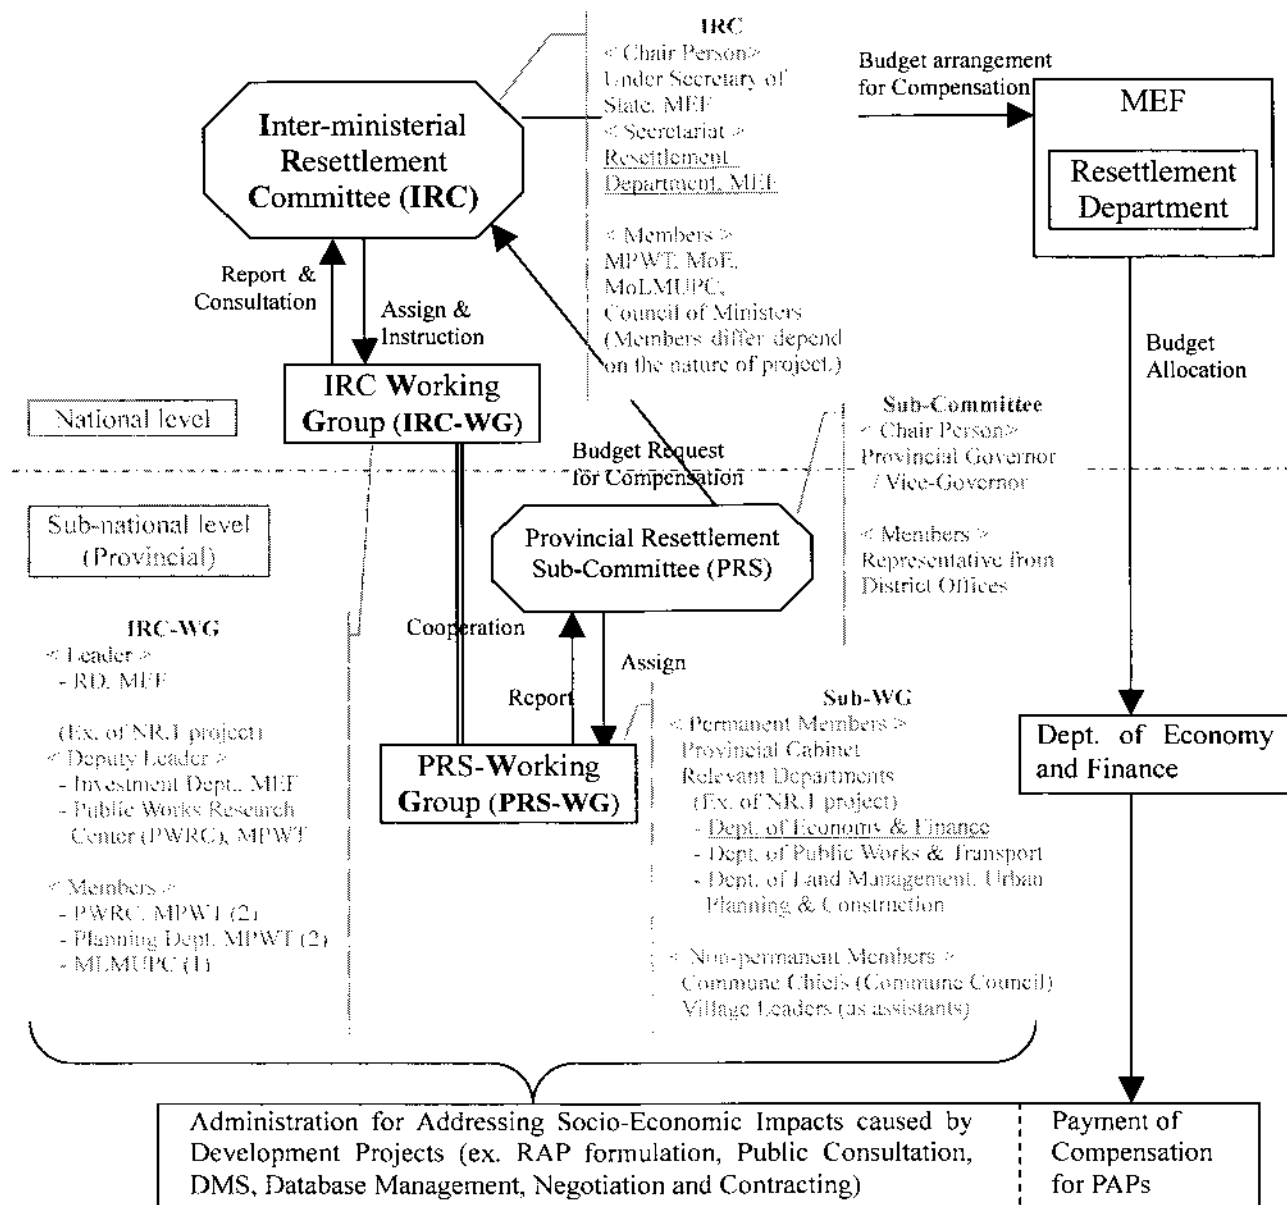 IRC
< Chair Person>
Under Secretary of
State, MEF
< Secretariat >
Resettlement
Department, MEF
< Members >
MPWT, MoE,
MoLMUPC,
Council of Ministers
(Members differ depend
on the nature of project.)
Budget arrangement
for Compensation
MEF
Resettlement
Department
Inter-ministerial
Resettlement
Committee (IRC)
Report &
Consultation
Assign &
Instruction
IRC Working
Group (IRC-WG)
Budget
Allocation
National level
Sub-Committee
< Chair Person>
Provincial Governor
/ Vice-Governor
< Members >
Representative from
District Offices
Budget Request
for Compensation
Sub-national level
(Provincial)
Provincial Resettlement
Sub-Committee (PRS)
IRC-WG
< Leader >
- RD, MEF
(Ex. of NR.1 project)
< Deputy Leader >
- Investment Dept., MEF
- Public Works Research
Center (PWRC), MPWT
< Members >
- PWRC, MPWT (2)
- Planning Dept. MPWT (2)
- MLMUPC (1)
Cooperation
Assign
Report
PRS-Working
Group (PRS-WG)
Sub-WG
< Permanent Members >
Provincial Cabinet
Relevant Departments
(Ex. of NR.1 project)
- Dept. of Economy & Finance
- Dept. of Public Works & Transport
- Dept. of Land Management, Urban
Planning & Construction
< Non-permanent Members >
Commune Chiefs (Commune Council)
Village Leaders (as assistants)
Dept. of Economy
and Finance
Administration for Addressing Socio-Economic Impacts caused by
Development Projects (ex. RAP formulation, Public Consultation,
DMS, Database Management, Negotiation and Contracting)
Payment of
Compensation
for PAPs